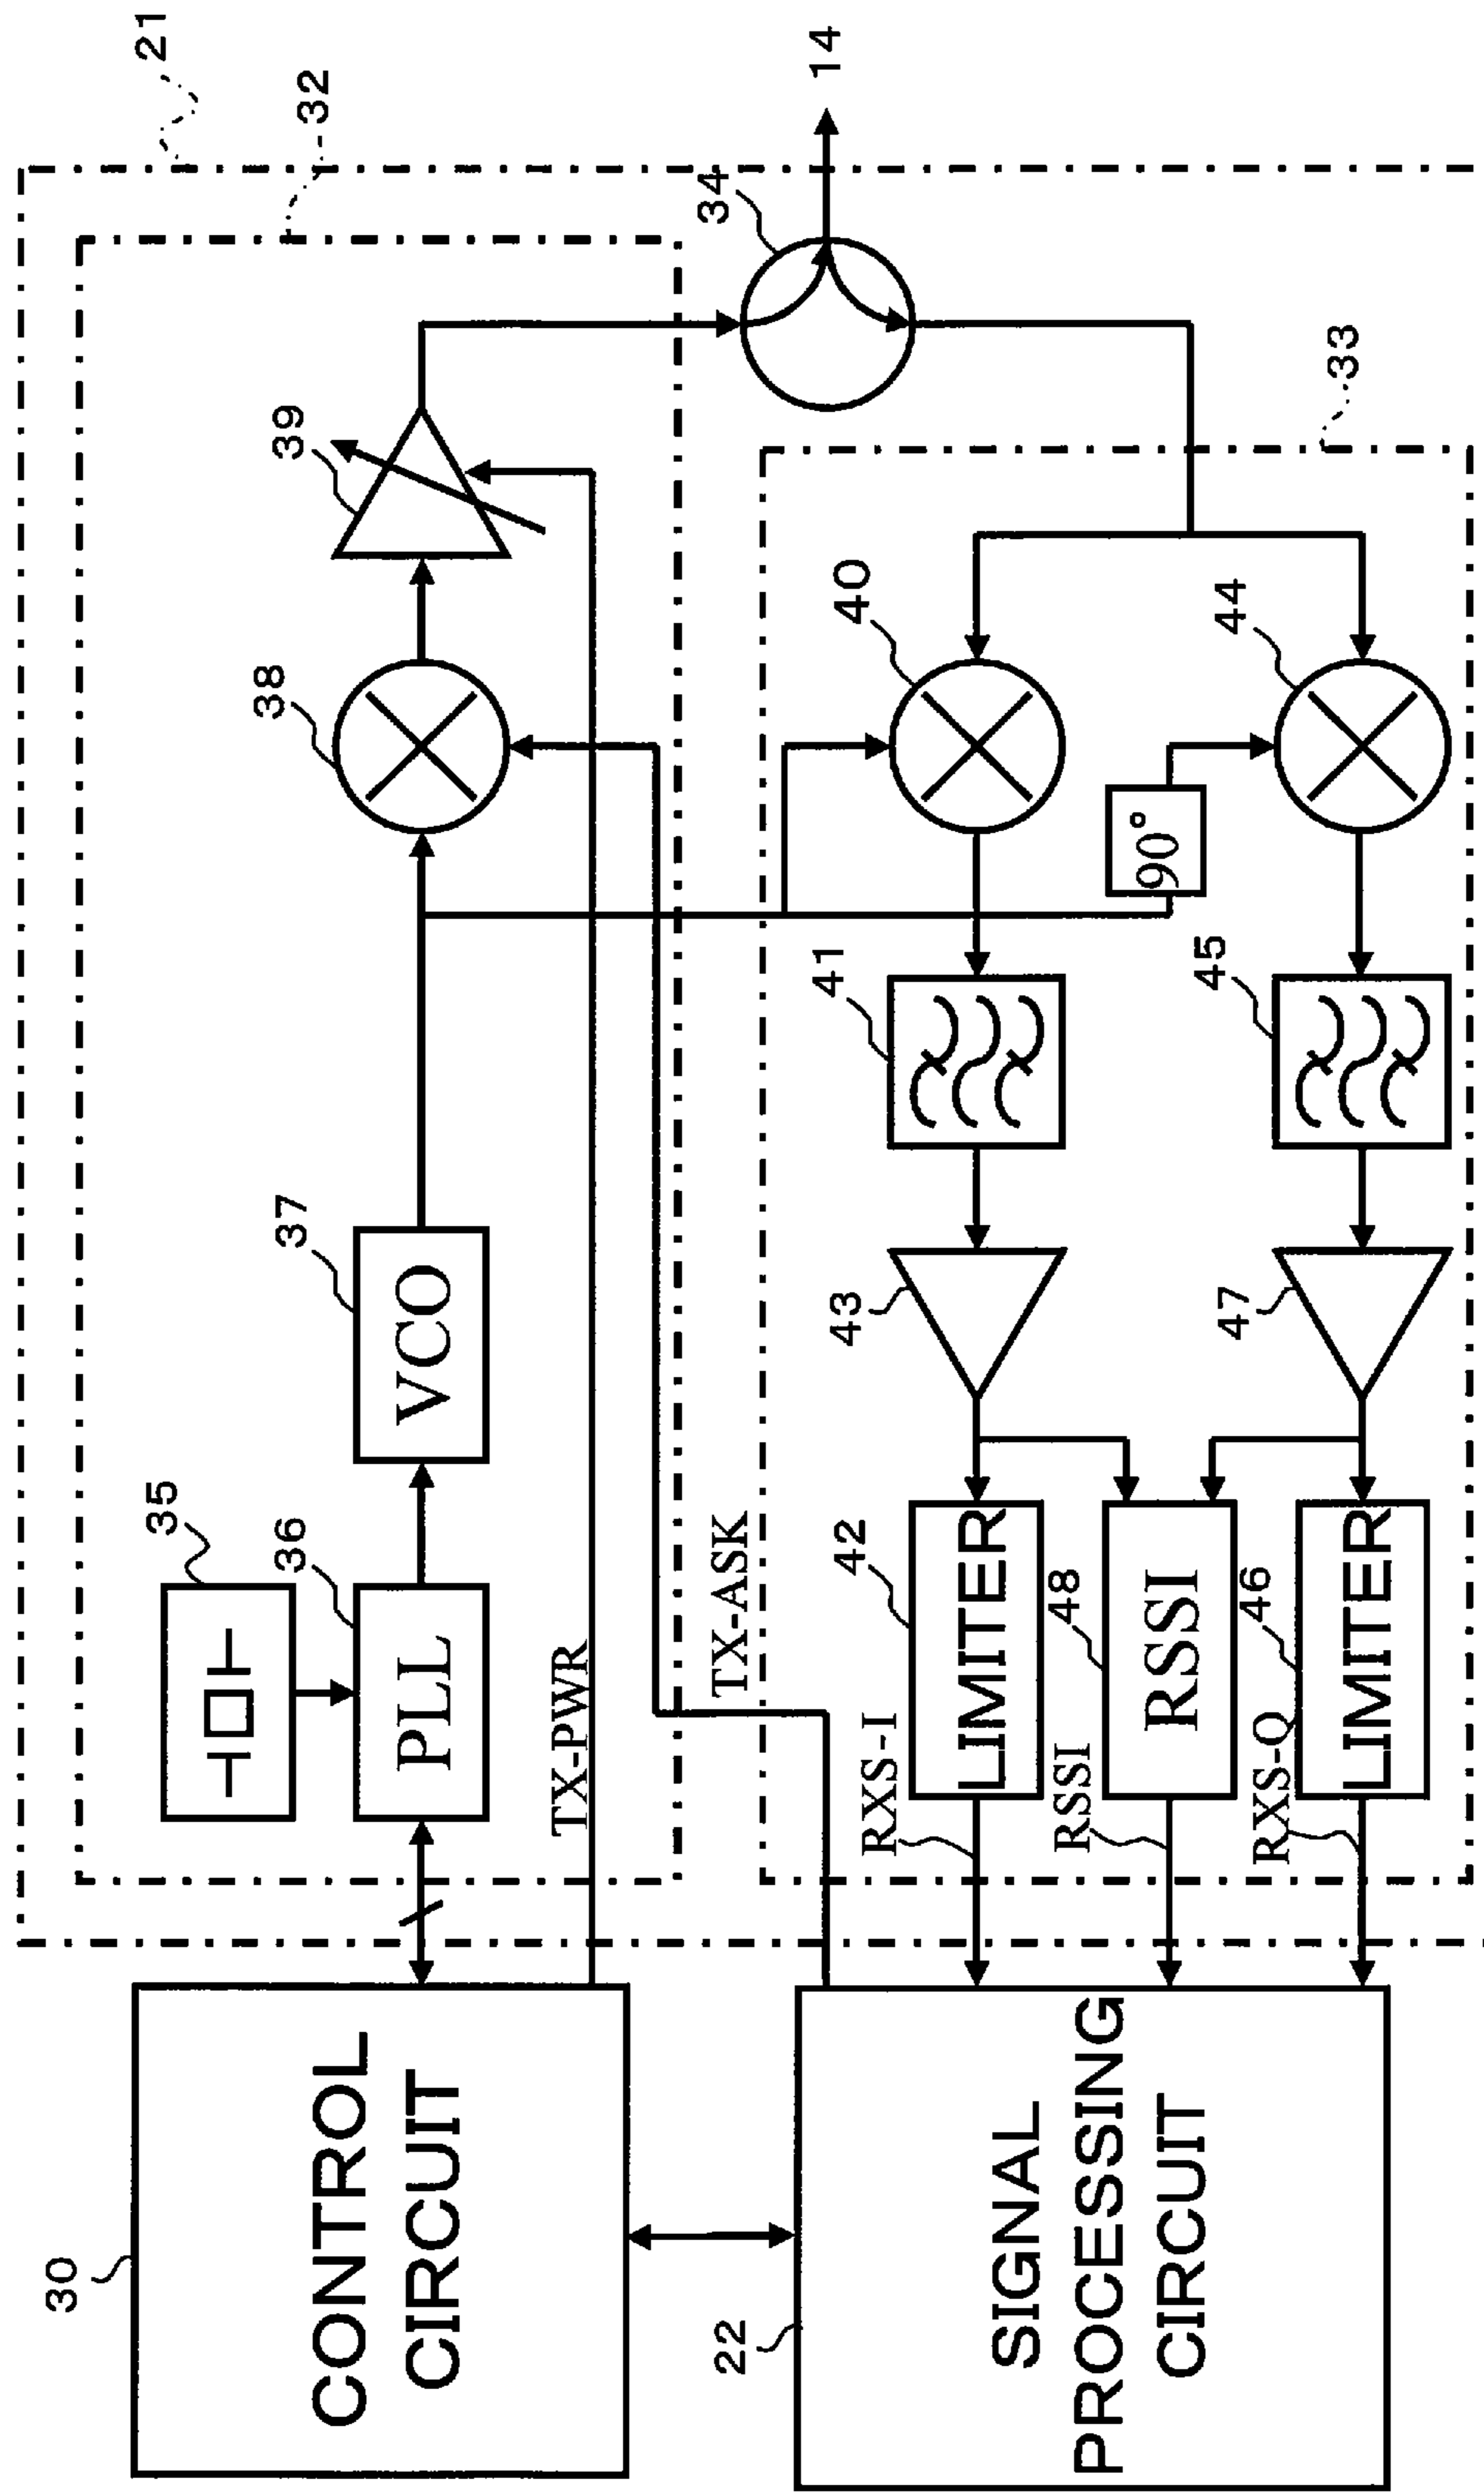 21
32
35
36
PLL
37
VCO
38
39
34
14
TX-PWR
TX-ASK
30
CONTROL
CIRCUIT
33
40
41
43
42
LIMITER
RXS-I
90°
48
RSSI
RSSI
44
45
47
46
LIMITER
RXS-Q
22
SIGNAL
PROCESSING
CIRCUIT